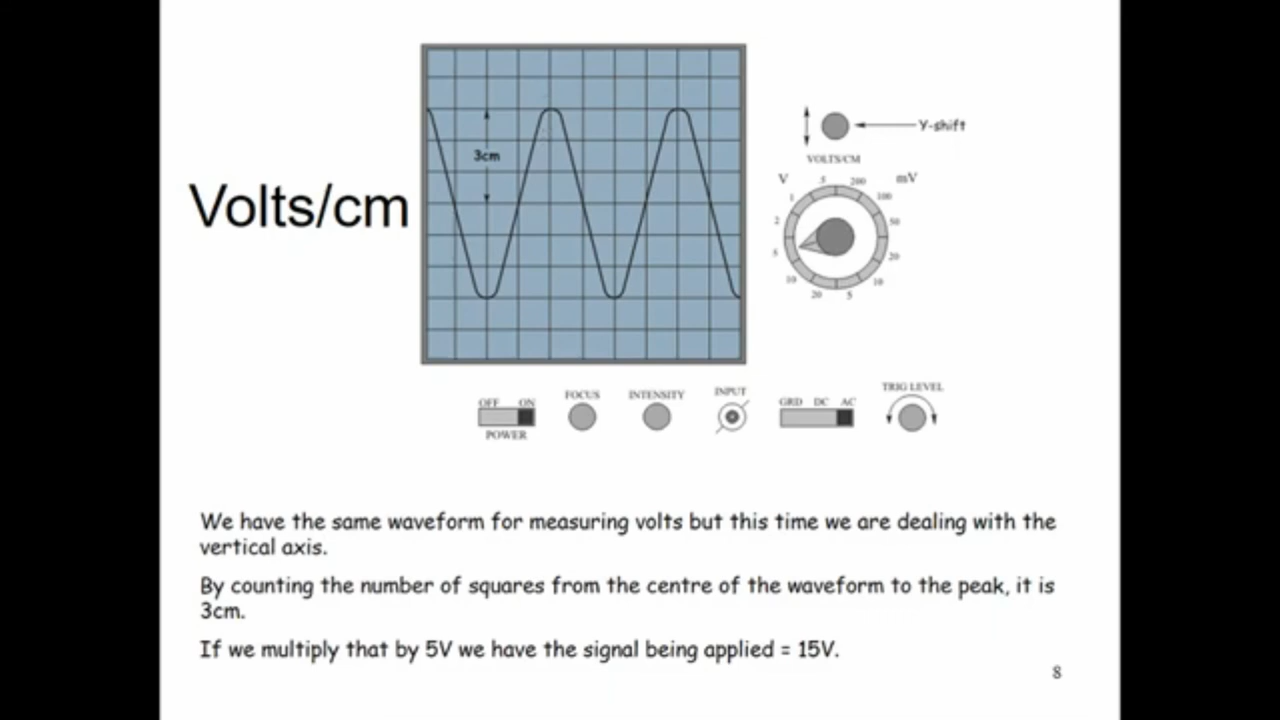 Volts/cm
3cm
Y-shift
VOLTS/CM
V
mV
.5
200
1
100
2
50
5
20
10
10
20
5
OFF ON
POWER
FOCUS
INTENSITY
INPUT
GRD DC AC
TRIG LEVEL
We have the same waveform for measuring volts but this time we are dealing with the
vertical axis.
By counting the number of squares from the centre of the waveform to the peak, it is
3cm.
If we multiply that by 5V we have the signal being applied = 15V.
8